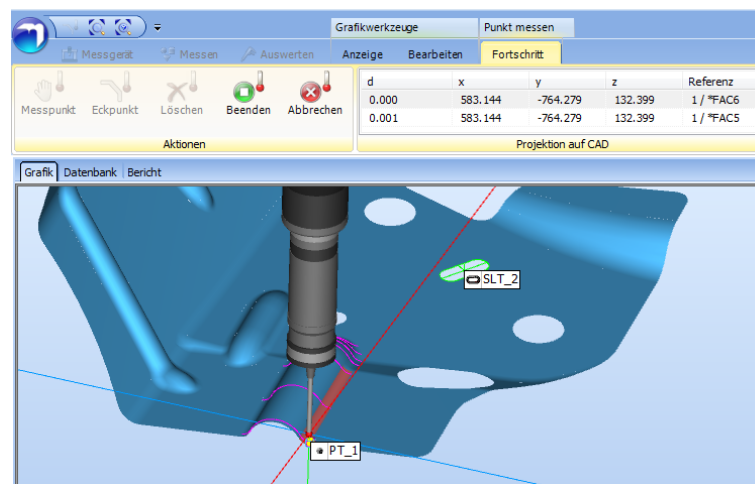 Grafikwerkzeuge Punkt messen
Messgerät Messen Auswerten Anzeige Bearbeiten Fortschritt
Messpunkt Eckpunkt Löschen Beenden Abbrechen
Aktionen
d x y z Referenz
0.000 583.144 -764.279 132.399 1 / *FAC6
0.001 583.144 -764.279 132.399 1 / *FAC5
Projektion auf CAD
Grafik Datenbank Bericht
SLT_2
PT_1